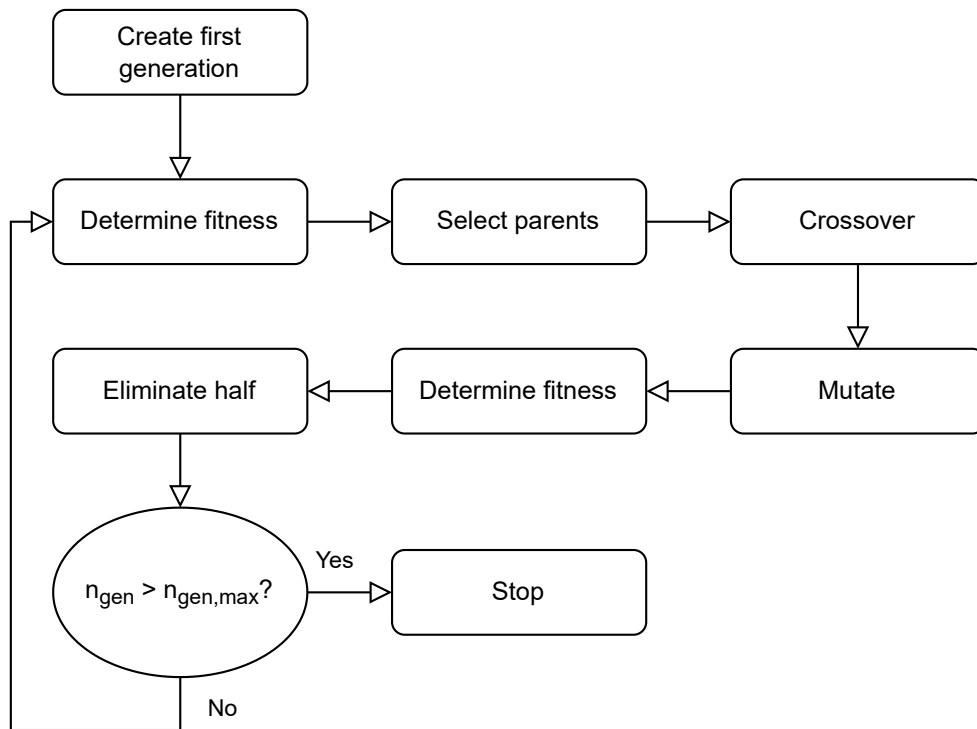 Create first
generation
Determine fitness
Select parents
Crossover
Eliminate half
Determine fitness
Mutate
n_gen > n_gen,max?
Yes
Stop
No